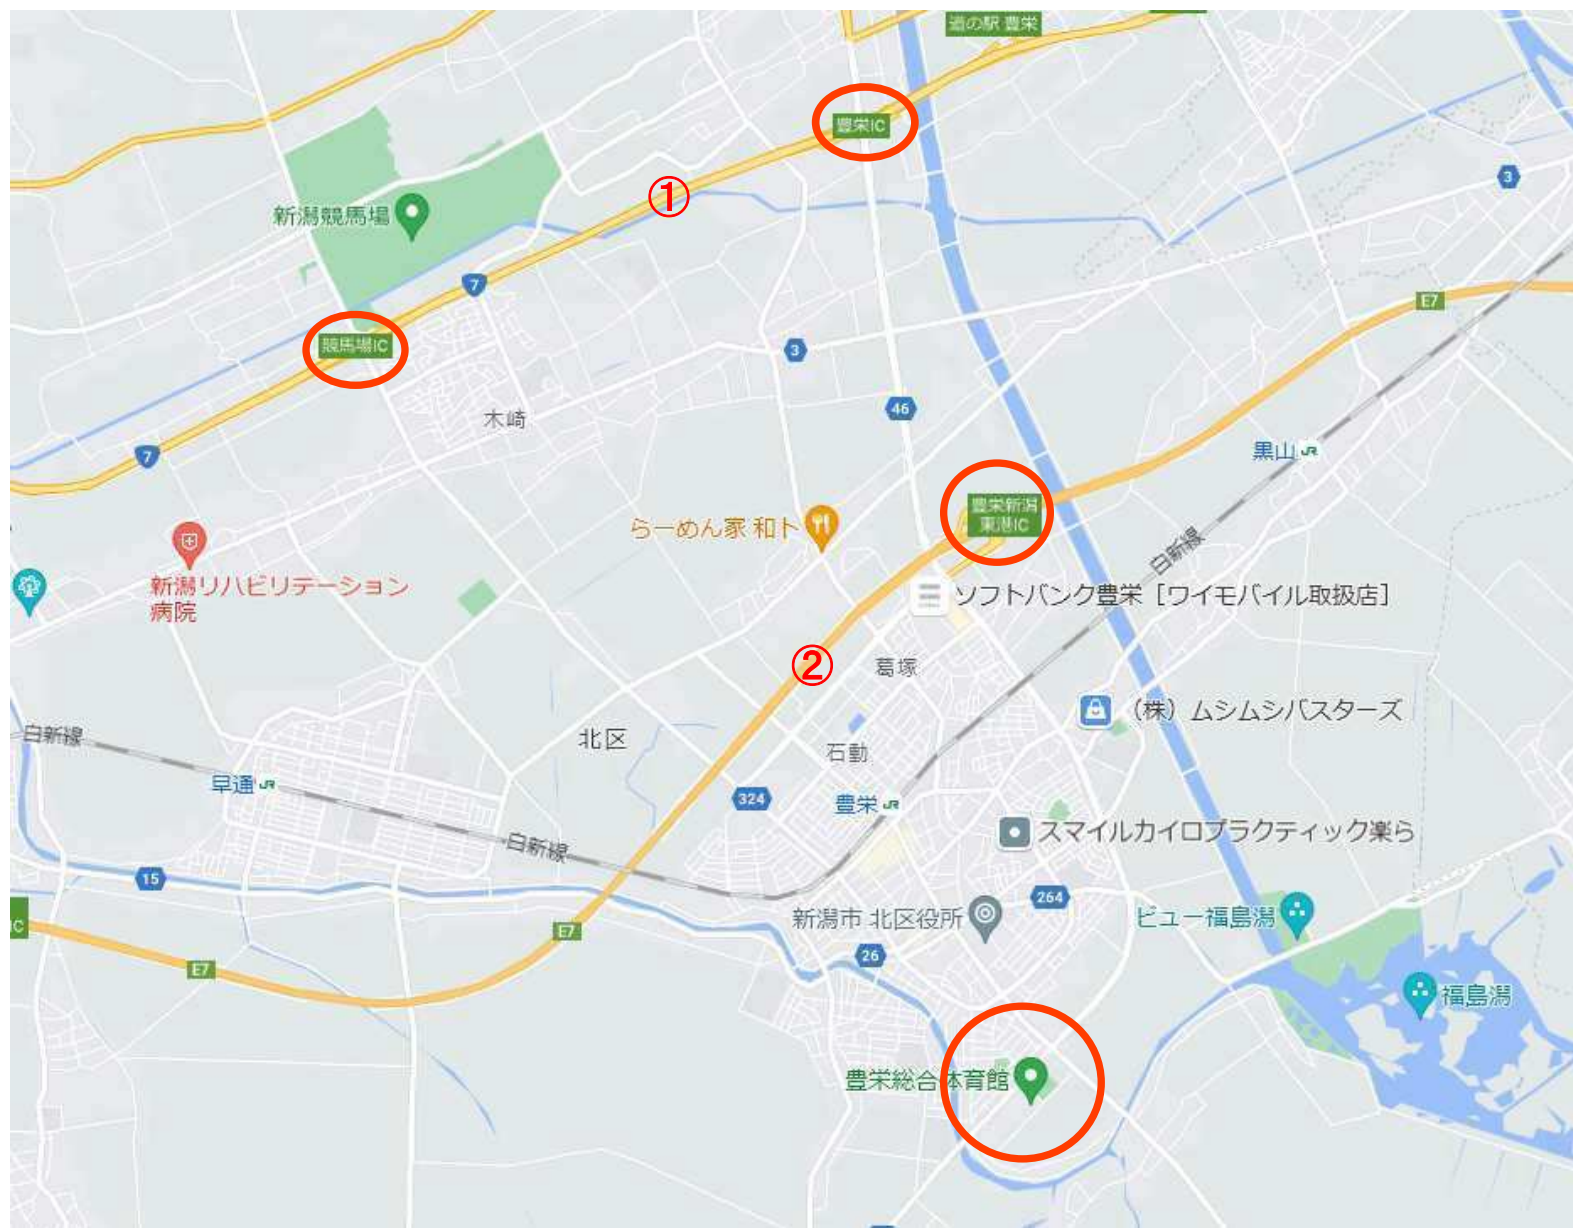 道の駅 豊栄
豊栄IC
3
①
新潟競馬場
7
E7
競馬場IC
3
46
木崎
7
黒山
JR
豊栄新潟
東港IC
らーめん家 和ト
白新線
新潟リハビリテーション
病院
ソフトバンク豊栄［ワイモバイル取扱店］
②
葛塚
（株）ムシムシバスターズ
白新線
北区
石動
早通
JR
324
豊栄
JR
スマイルカイロプラクティック楽ら
白新線
15
264
新潟市 北区役所
ビュー福島潟
IC
E7
26
E7
福島潟
豊栄総合体育館